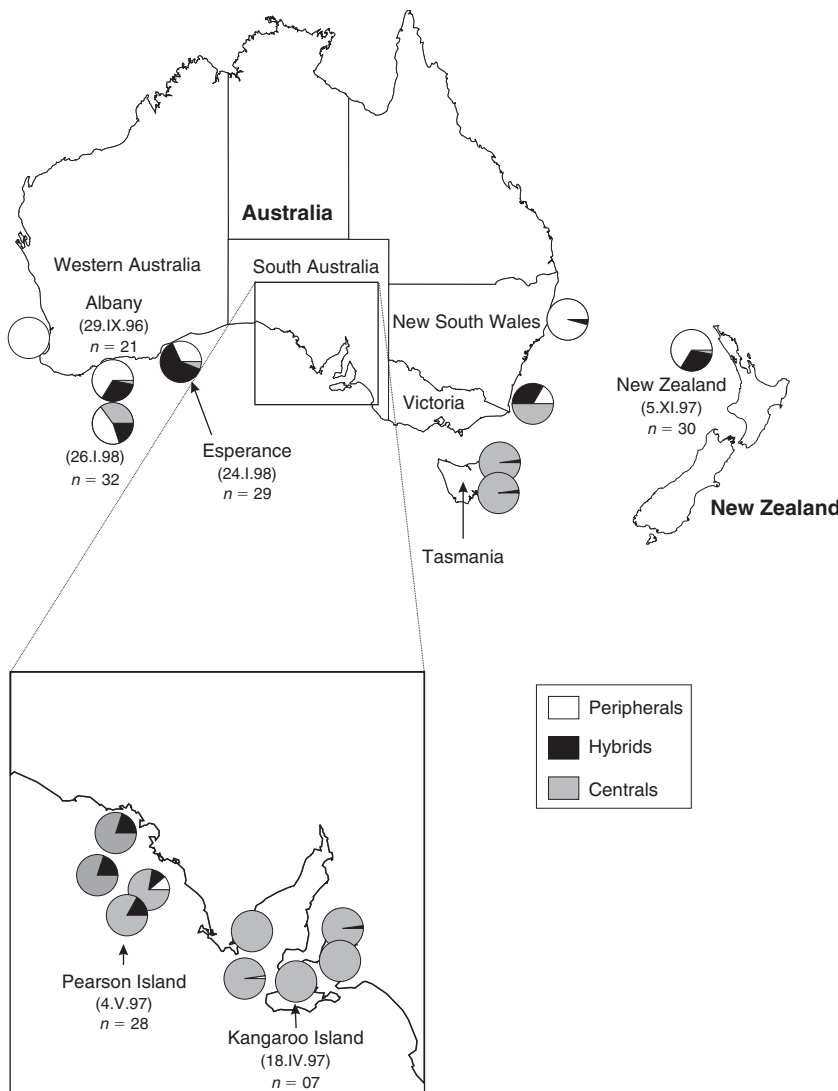 Australia
Western Australia
South Australia
Albany
(29.IX.96)
n = 21
New South Wales
New Zealand
(5.XI.97)
n = 30
Victoria
(26.I.98)
n = 32
Esperance
(24.I.98)
n = 29
New Zealand
Tasmania
Peripherals
Hybrids
Centrals
Pearson Island
(4.V.97)
n = 28
Kangaroo Island
(18.IV.97)
n = 07